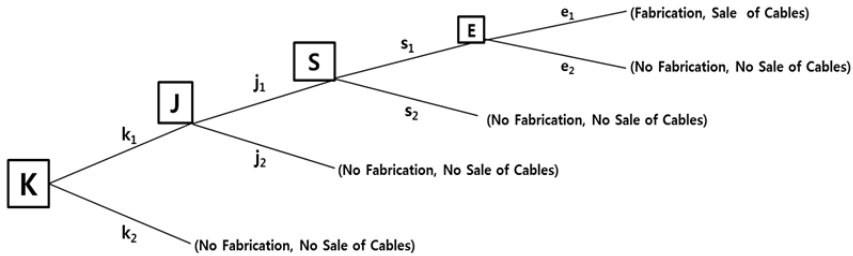 e1
(Fabrication, Sale of Cables)
E
s1
e2
(No Fabrication, No Sale of Cables)
S
j1
s2
(No Fabrication, No Sale of Cables)
J
k1
j2
(No Fabrication, No Sale of Cables)
K
k2
(No Fabrication, No Sale of Cables)